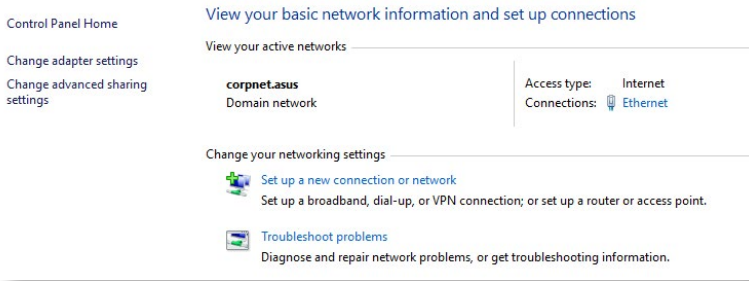 Control Panel Home
Change adapter settings
Change advanced sharing
settings
View your basic network information and set up connections
View your active networks
corpnet.asus
Domain network
Access type: Internet
Connections: Ethernet
Change your networking settings
Set up a new connection or network
Set up a broadband, dial-up, or VPN connection; or set up a router or access point.
Troubleshoot problems
Diagnose and repair network problems, or get troubleshooting information.